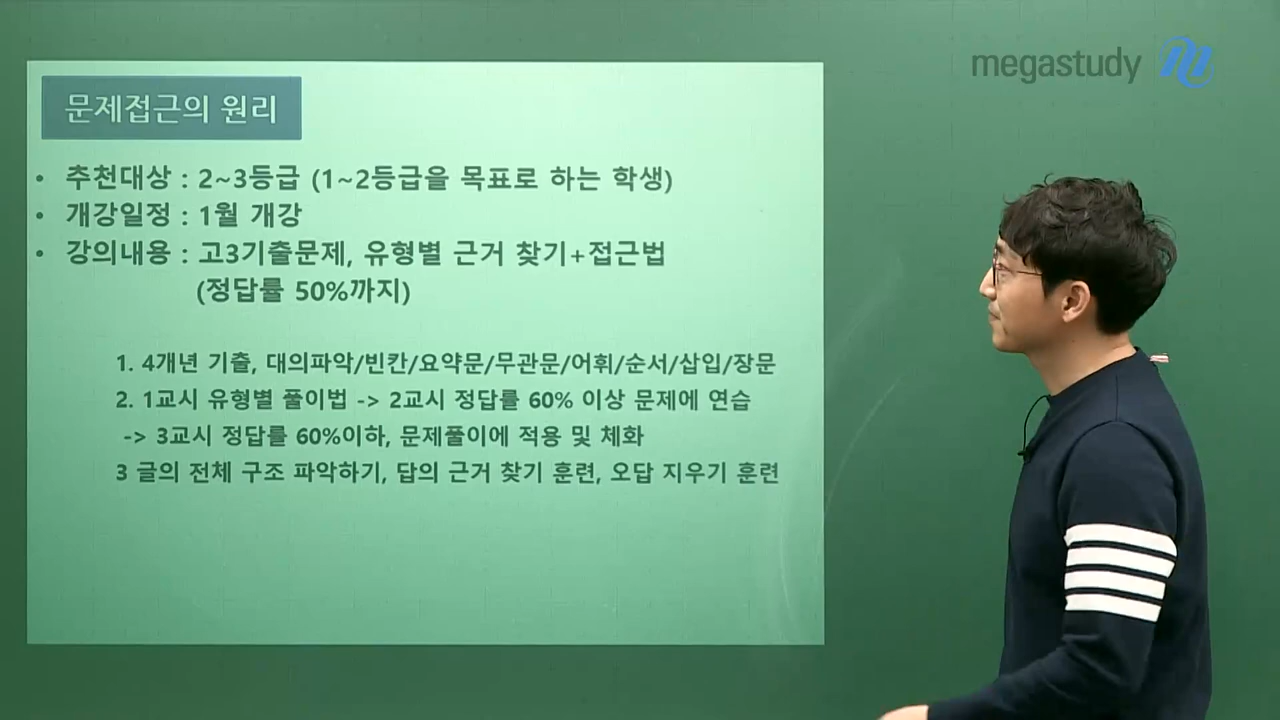 megastudy
문제접근의 원리
• 추천대상 : 2~3등급 (1~2등급을 목표로 하는 학생)
• 개강일정 : 1월 개강
• 강의내용 : 고3기출문제, 유형별 근거 찾기+접근법
(정답률 50%까지)
1. 4개년 기출, 대의파악/빈칸/요약문/무관문/어휘/순서/삽입/장문
2. 1교시 유형별 풀이법 -> 2교시 정답률 60% 이상 문제에 연습
-> 3교시 정답률 60%이하, 문제풀이에 적용 및 체화
3 글의 전체 구조 파악하기, 답의 근거 찾기 훈련, 오답 지우기 훈련